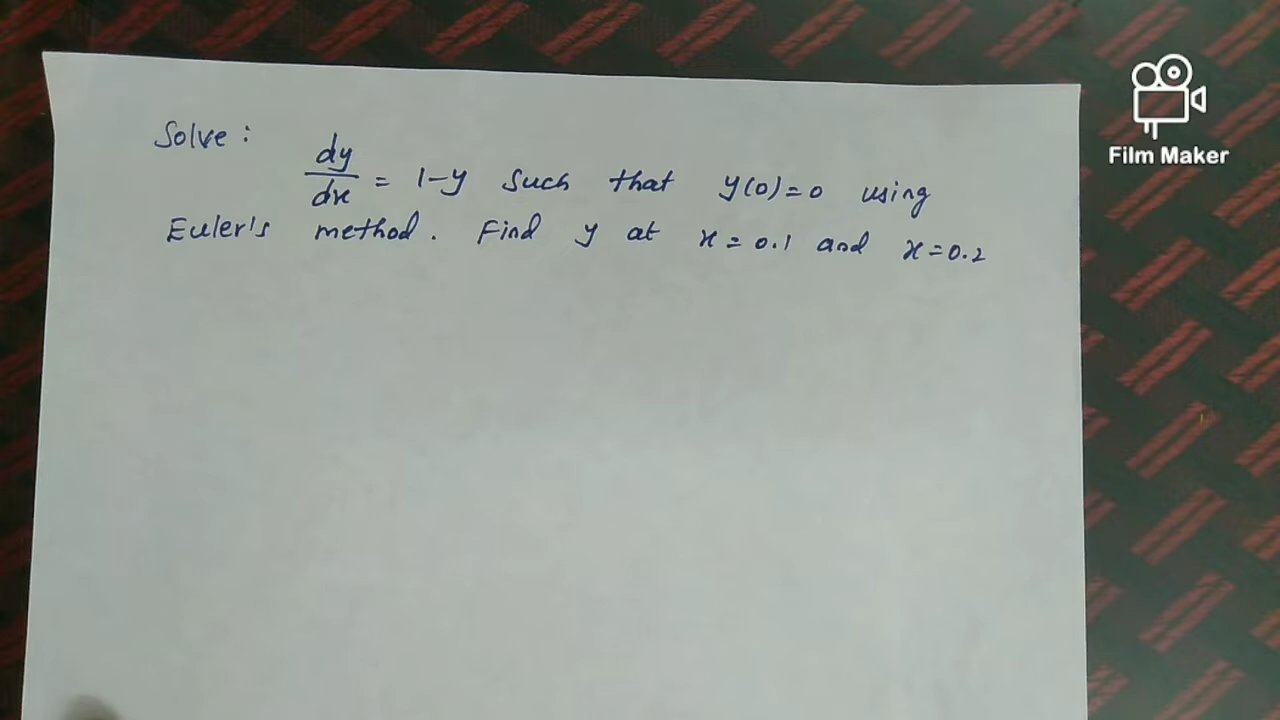 Solve:
dy/dx = 1-y such that y(0)=0 using
Euler's method. Find y at x = 0.1 and x=0.2
Film Maker